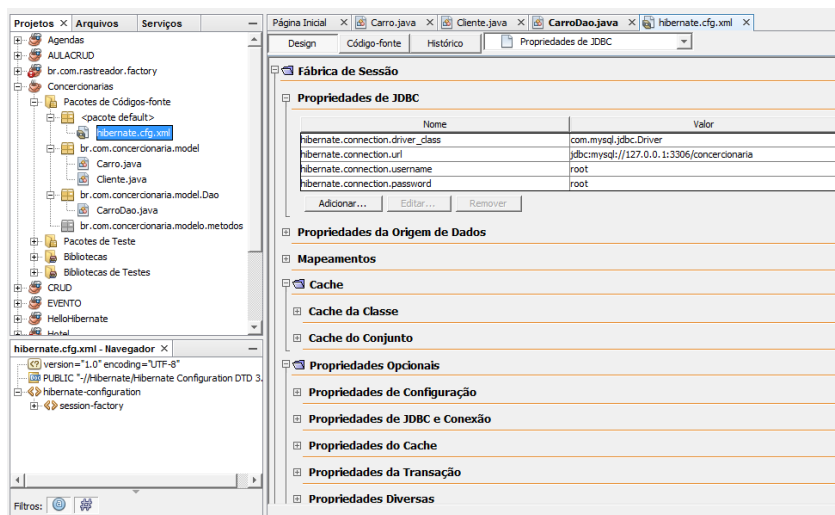 Projetos Arquivos Serviços
Agendas
AULACRUD
br.com.rastreador.factory
Concercionarias
Pacotes de Códigos-fonte
<pacote default>
hibernate.cfg.xml
br.com.concercionaria.model
Carro.java
Cliente.java
br.com.concercionaria.model.Dao
CarroDao.java
br.com.concercionaria.modelo.metodos
Pacotes de Teste
Bibliotecas
Bibliotecas de Testes
CRUD
EVENTO
HelloHibernate
Hotel
hibernate.cfg.xml - Navegador
version="1.0" encoding="UTF-8"
PUBLIC "-//Hibernate/Hibernate Configuration DTD 3.
hibernate-configuration
session-factory
Filtros:
Página Inicial Carro.java Cliente.java CarroDao.java hibernate.cfg.xml
Design Código-fonte Histórico Propriedades de JDBC
Fábrica de Sessão
Propriedades de JDBC
Nome Valor
hibernate.connection.driver_class com.mysql.jdbc.Driver
hibernate.connection.url jdbc:mysql://127.0.0.1:3306/concercionaria
hibernate.connection.username root
hibernate.connection.password root
Adicionar... Editar... Remover
Propriedades da Origem de Dados
Mapeamentos
Cache
Cache da Classe
Cache do Conjunto
Propriedades Opcionais
Propriedades de Configuração
Propriedades de JDBC e Conexão
Propriedades do Cache
Propriedades da Transação
Propriedades Diversas